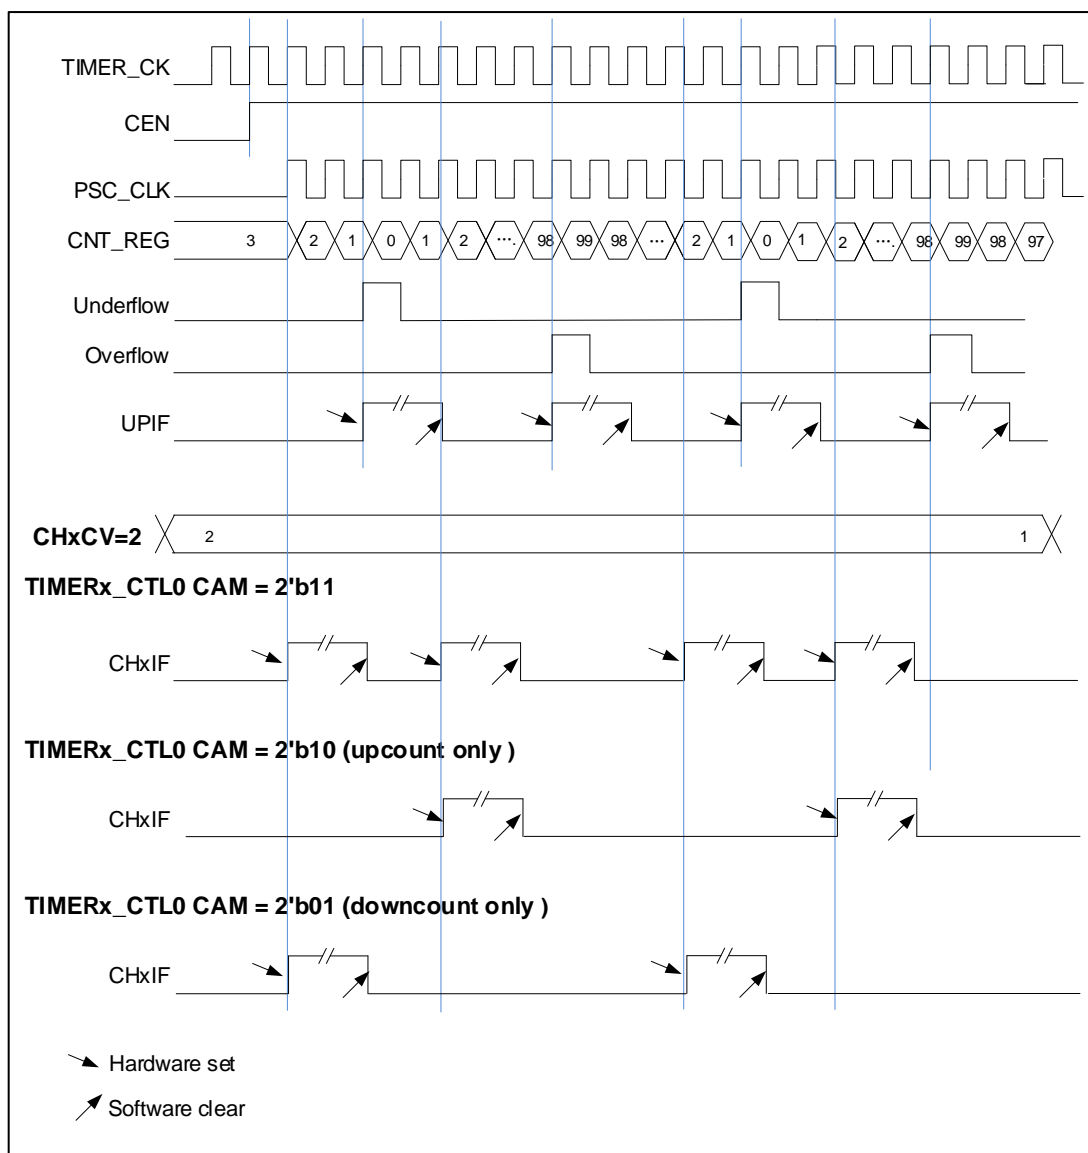 TIMER_CK
CEN
PSC_CLK
CNT_REG 3 2 1 0 1 2 .... 98 99 98 ... 2 1 0 1 2 .... 98 99 98 97
Underflow
Overflow
UPIF
CHxCV=2 2 1
TIMERx_CTL0 CAM = 2'b11
CHxIF
TIMERx_CTL0 CAM = 2'b10 (upcount only )
CHxIF
TIMERx_CTL0 CAM = 2'b01 (downcount only )
CHxIF
Hardware set
Software clear